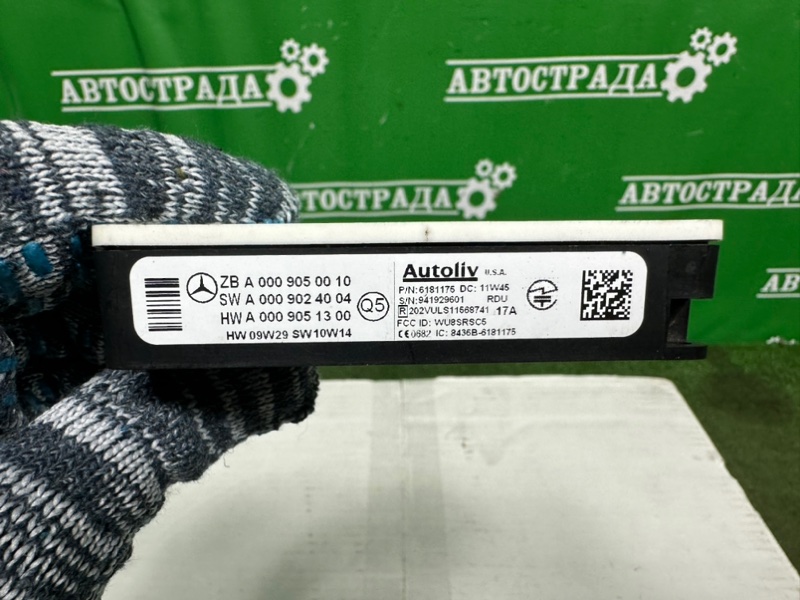 АВТОСТРАДА
АВТОСТРАДА
АВТОСТРАДА
АВТОСТРАДА
ZB A 000 905 00 10
SW A 000 902 40 04
HW A 000 905 13 00
HW 09W29 SW10W14
Q5
Autoliv U.S.A.
P/N: 6181175 DC: 11W45
S/N: 941929601 RDU
R 202VULS11568741 .17A
FCC ID: WU8SRSC5
CE0682 IC: 8436B-6181175